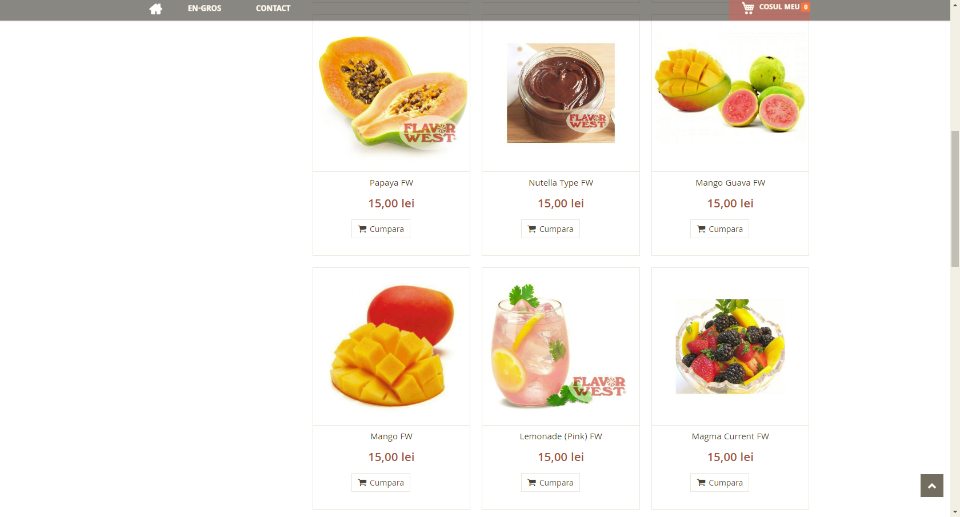 EN-GROS
CONTACT
COSUL MEU 0
FLAVOR
WEST
FLAVOR
WEST
Papaya FW
Nutella Type FW
Mango Guava FW
15,00 lei
15,00 lei
15,00 lei
Cumpara
Cumpara
Cumpara
FLAVOR
WEST
Mango FW
Lemonade (Pink) FW
Magma Current FW
15,00 lei
15,00 lei
15,00 lei
Cumpara
Cumpara
Cumpara